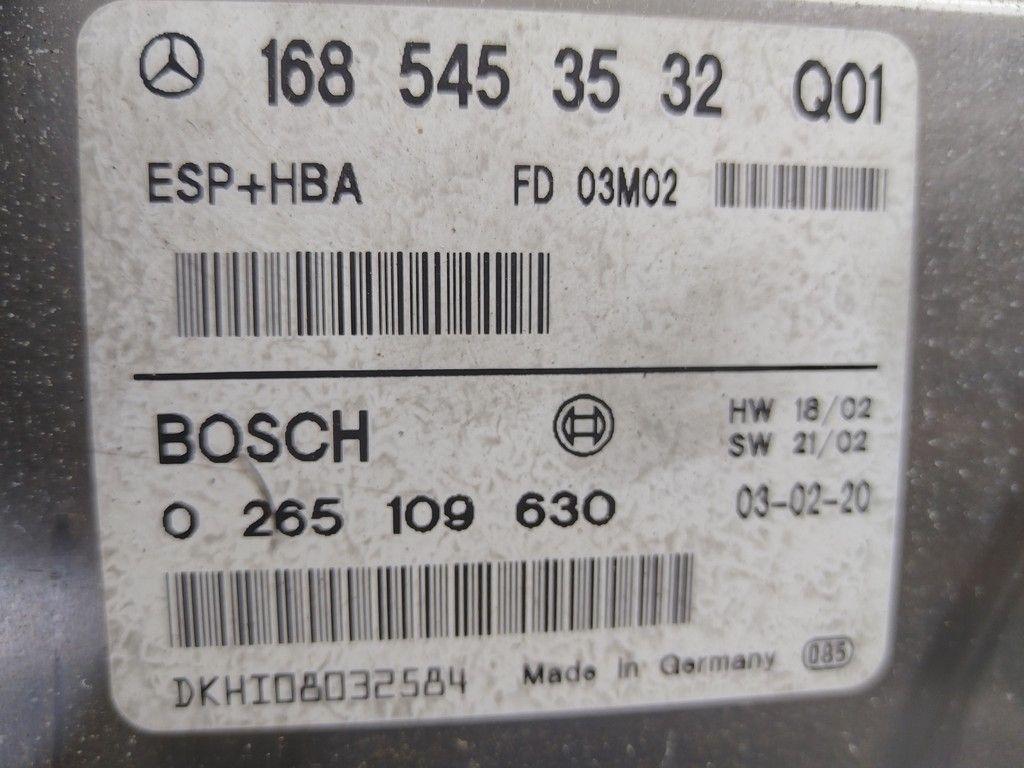 168 545 35 32 Q01
ESP+HBA FD 03M02
BOSCH HW 18/02
SW 21/02
0 265 109 630 03-02-20
DKHI08032584 Made in Germany 085